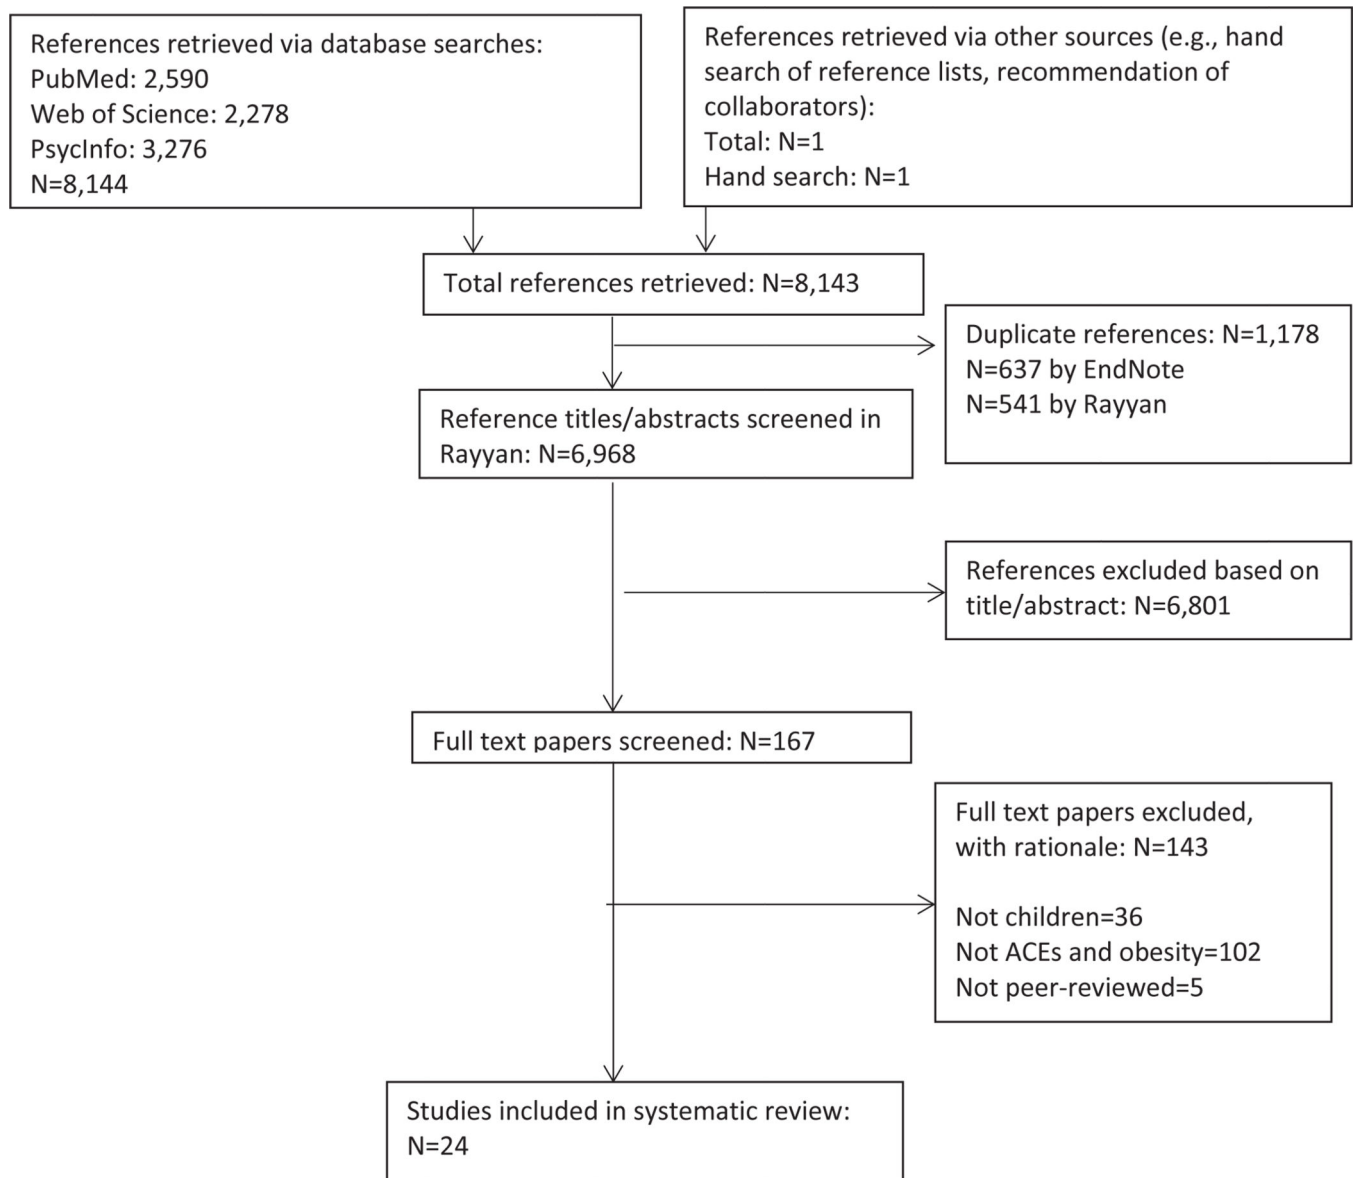 References retrieved via database searches:
PubMed: 2,590
Web of Science: 2,278
PsycInfo: 3,276
N=8,144
References retrieved via other sources (e.g., hand
search of reference lists, recommendation of
collaborators):
Total: N=1
Hand search: N=1
Total references retrieved: N=8,143
Duplicate references: N=1,178
N=637 by EndNote
N=541 by Rayyan
Reference titles/abstracts screened in
Rayyan: N=6,968
References excluded based on
title/abstract: N=6,801
Full text papers screened: N=167
Full text papers excluded,
with rationale: N=143
Not children=36
Not ACEs and obesity=102
Not peer-reviewed=5
Studies included in systematic review:
N=24